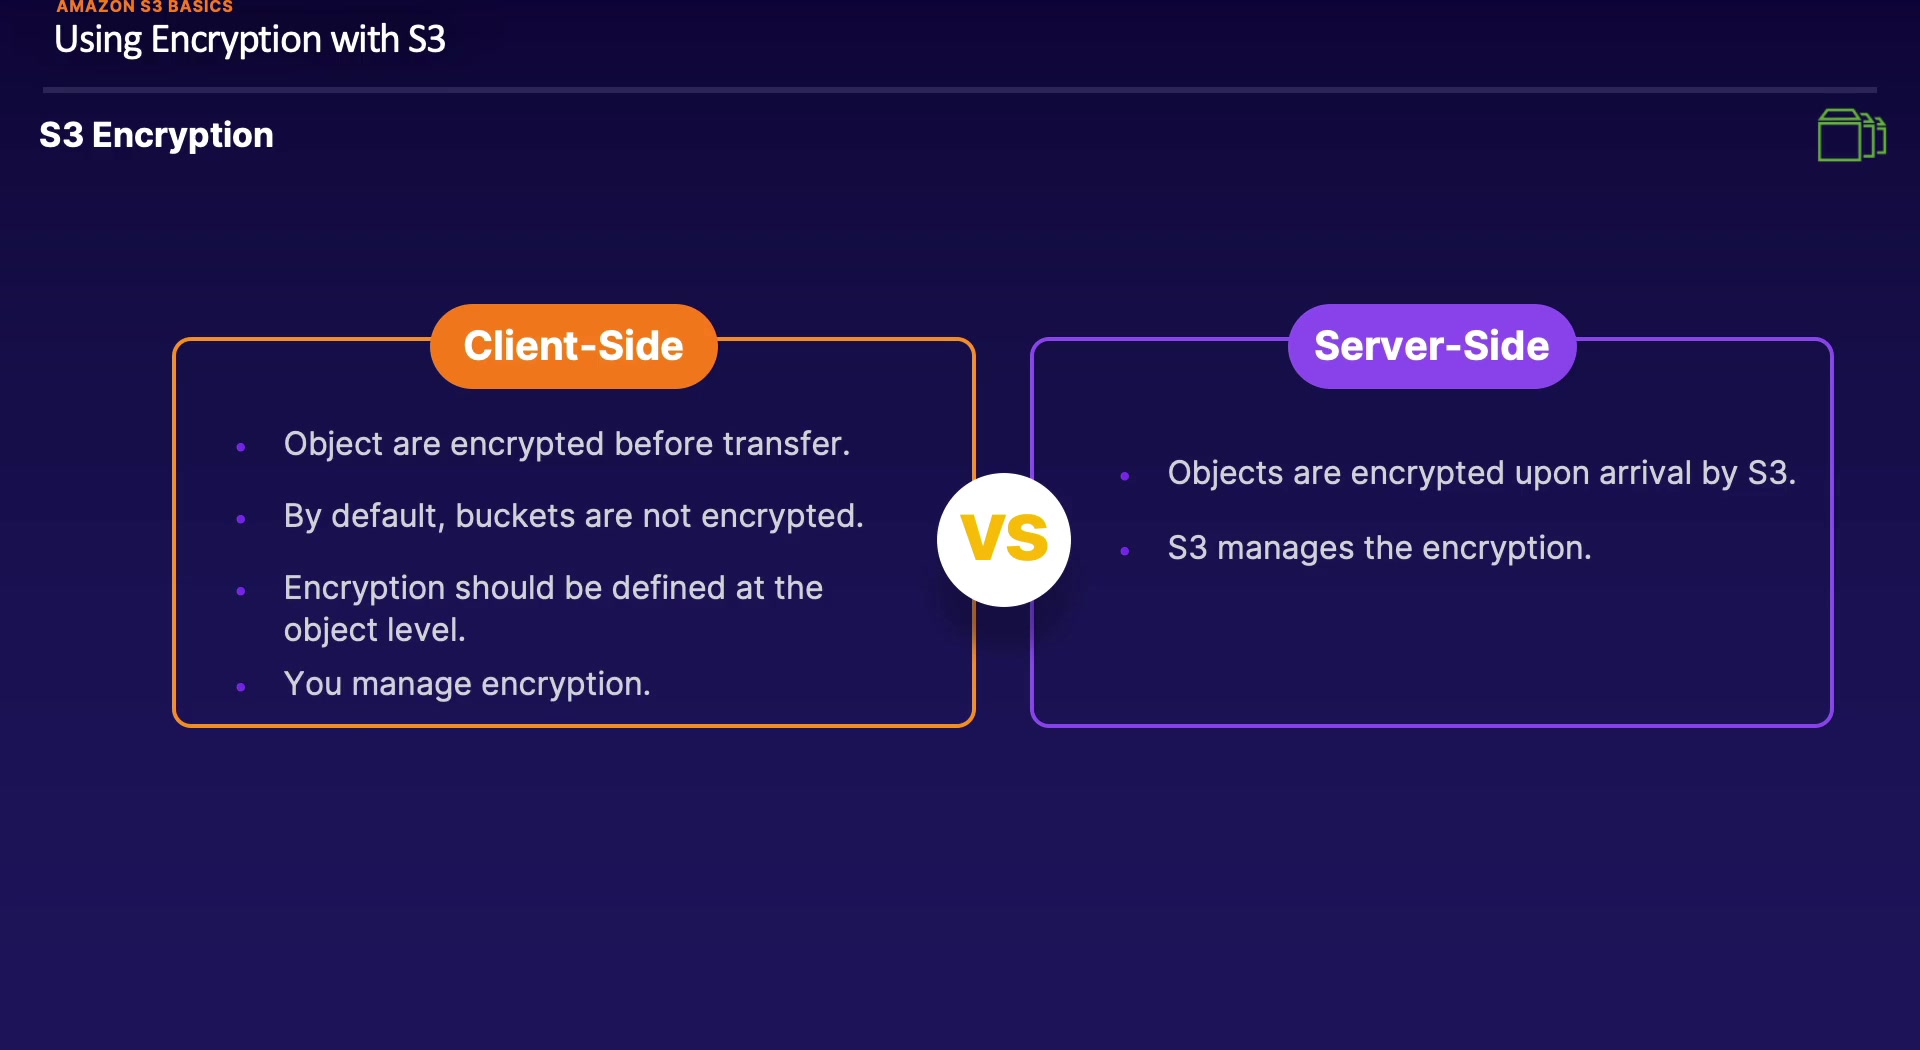 AMAZON S3 BASICS
Using Encryption with S3
S3 Encryption
Client-Side
• Object are encrypted before transfer.
• By default, buckets are not encrypted.
• Encryption should be defined at the
object level.
• You manage encryption.
VS
Server-Side
• Objects are encrypted upon arrival by S3.
• S3 manages the encryption.